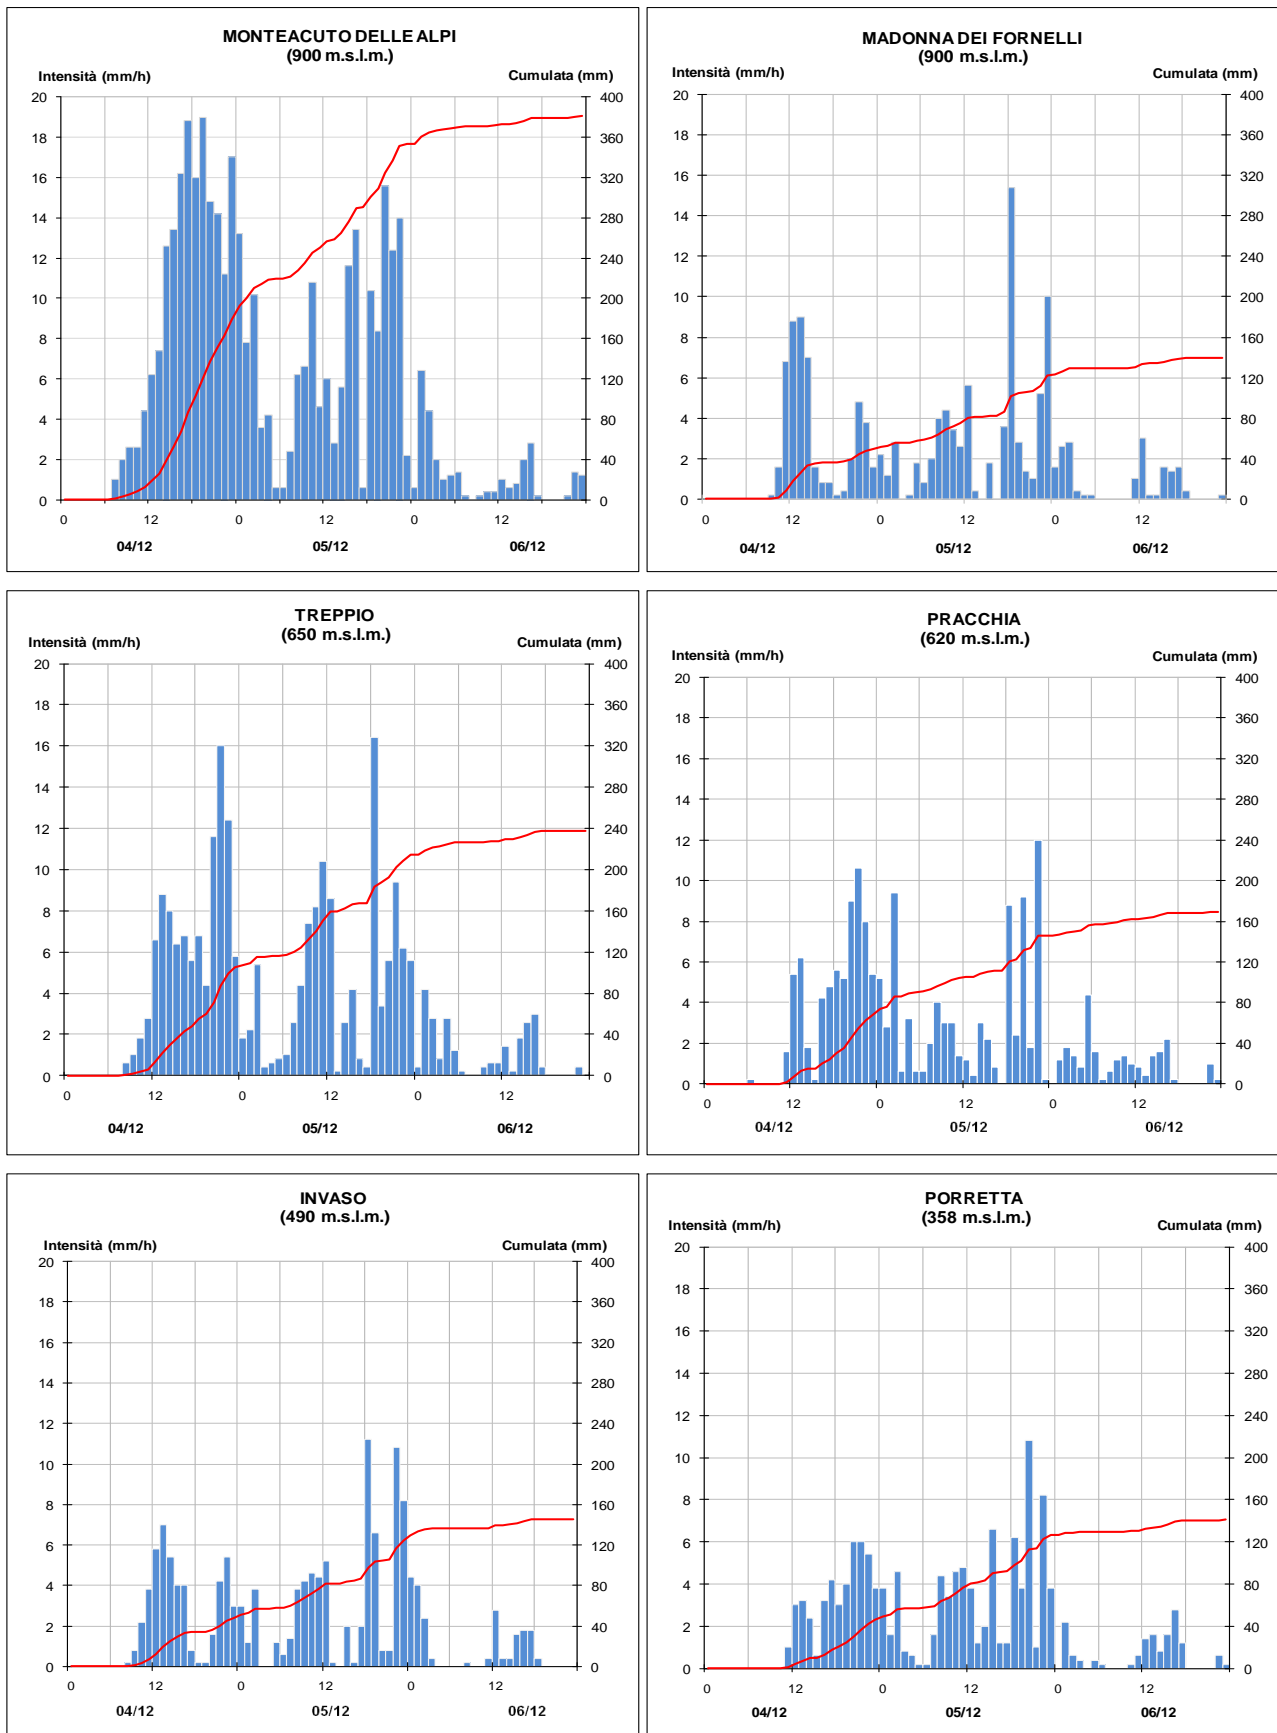 MONTEACUTO DELLE ALPI
(900 m.s.l.m.)
Intensità (mm/h) Cumulata (mm)
20 400
18 360
16 320
14 280
12 240
10 200
8 160
6 120
4 80
2 40
0 0
0 12 0 12 0 12
04/12 05/12 06/12
MADONNA DEI FORNELLI
(900 m.s.l.m.)
Intensità (mm/h) Cumulata (mm)
20 400
18 360
16 320
14 280
12 240
10 200
8 160
6 120
4 80
2 40
0 0
0 12 0 12 0 12
04/12 05/12 06/12
TREPPIO
(650 m.s.l.m.)
Intensità (mm/h) Cumulata (mm)
20 400
18 360
16 320
14 280
12 240
10 200
8 160
6 120
4 80
2 40
0 0
0 12 0 12 0 12
04/12 05/12 06/12
PRACCHIA
(620 m.s.l.m.)
Intensità (mm/h) Cumulata (mm)
20 400
18 360
16 320
14 280
12 240
10 200
8 160
6 120
4 80
2 40
0 0
0 12 0 12 0 12
04/12 05/12 06/12
INVASO
(490 m.s.l.m.)
Intensità (mm/h) Cumulata (mm)
20 400
18 360
16 320
14 280
12 240
10 200
8 160
6 120
4 80
2 40
0 0
0 12 0 12 0 12
04/12 05/12 06/12
PORRETTA
(358 m.s.l.m.)
Intensità (mm/h) Cumulata (mm)
20 400
18 360
16 320
14 280
12 240
10 200
8 160
6 120
4 80
2 40
0 0
0 12 0 12 0 12
04/12 05/12 06/12